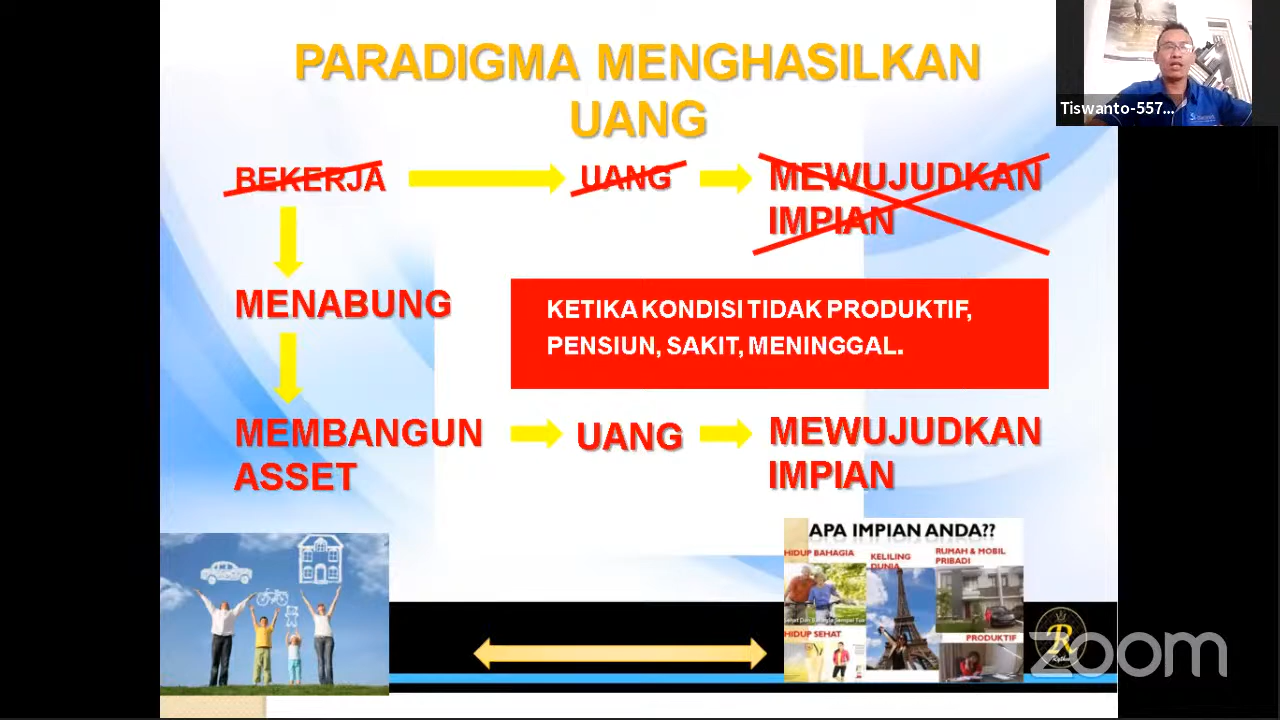 PARADIGMA MENGHASILKAN
UANG
Tiswanto-557...
BEKERJA
UANG
MEWUJUDKAN
IMPIAN
MENABUNG
KETIKA KONDISI TIDAK PRODUKTIF,
PENSIUN, SAKIT, MENINGGAL.
MEMBANGUN
ASSET
UANG
MEWUJUDKAN
IMPIAN
APA IMPIAN ANDA??
HIDUP BAHAGIA
KELILING
DUNIA
RUMAH & MOBIL
PRIBADI
HIDUP SEHAT
PRODUKTIF
R
zoom